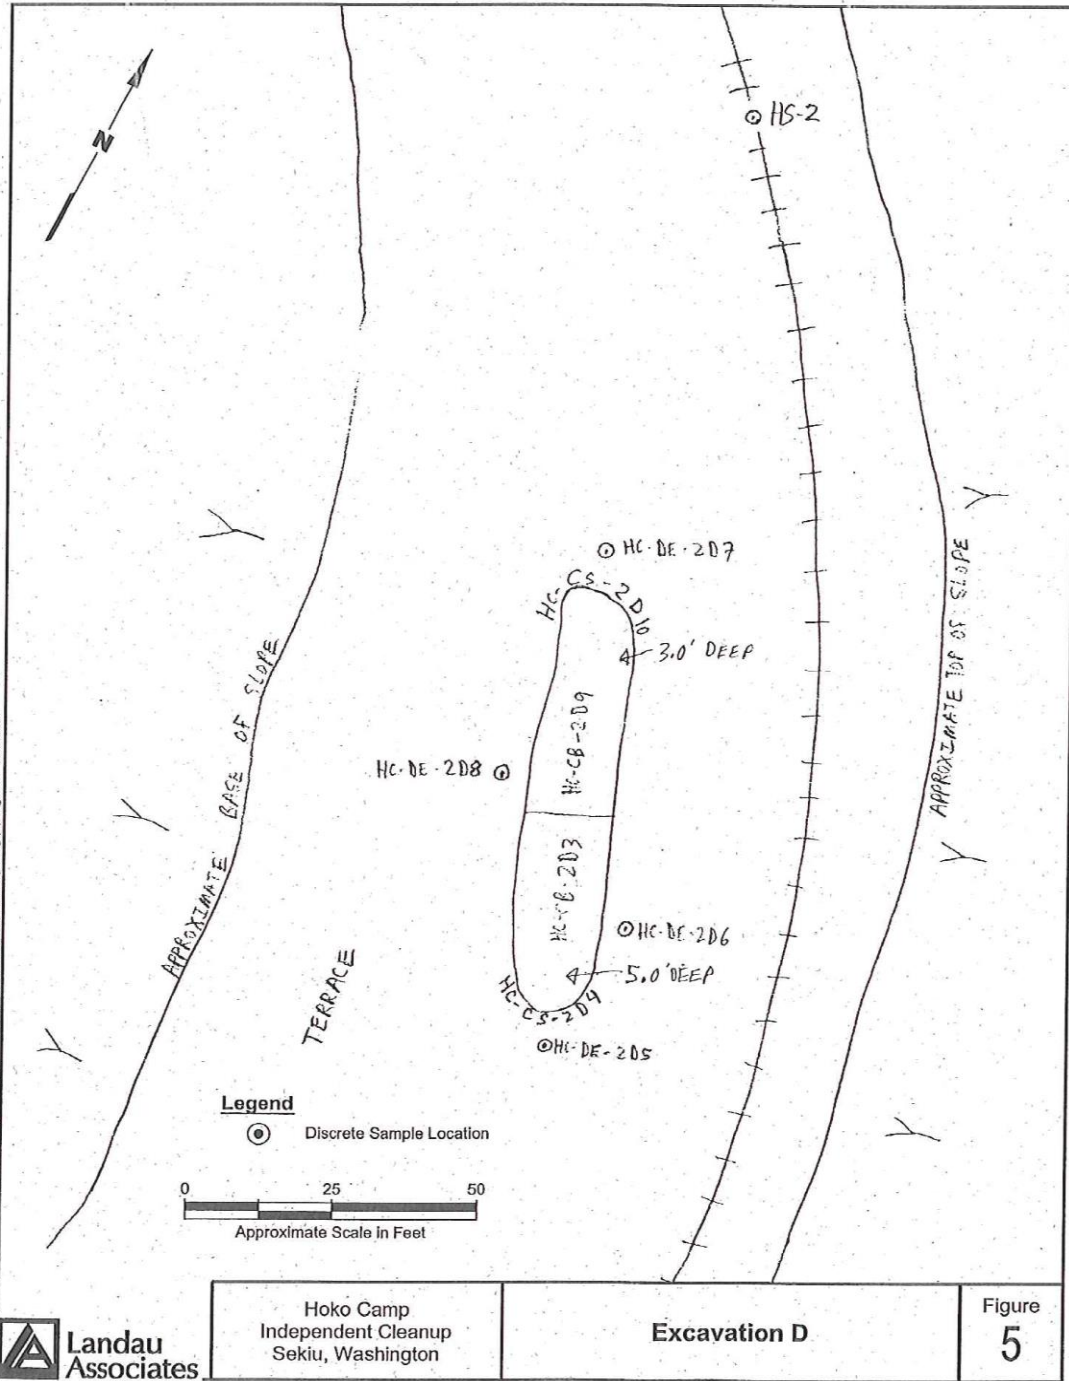 N
HS-2
HC-DE-2D7
HC-CS-2D10
3.0' DEEP
HC-CB-2D9
HC-DE-2D8
HC-CB-2D3
HC-DE-2D6
5.0' DEEP
HC-CS-2D4
HC-DE-2D5
APPROXIMATE BASE OF SLOPE
APPROXIMATE TOP OF SLOPE
TERRACE
Legend
Discrete Sample Location
0 25 50
Approximate Scale in Feet
Landau
Associates
Hoko Camp
Independent Cleanup
Sekiu, Washington
Excavation D
Figure
5